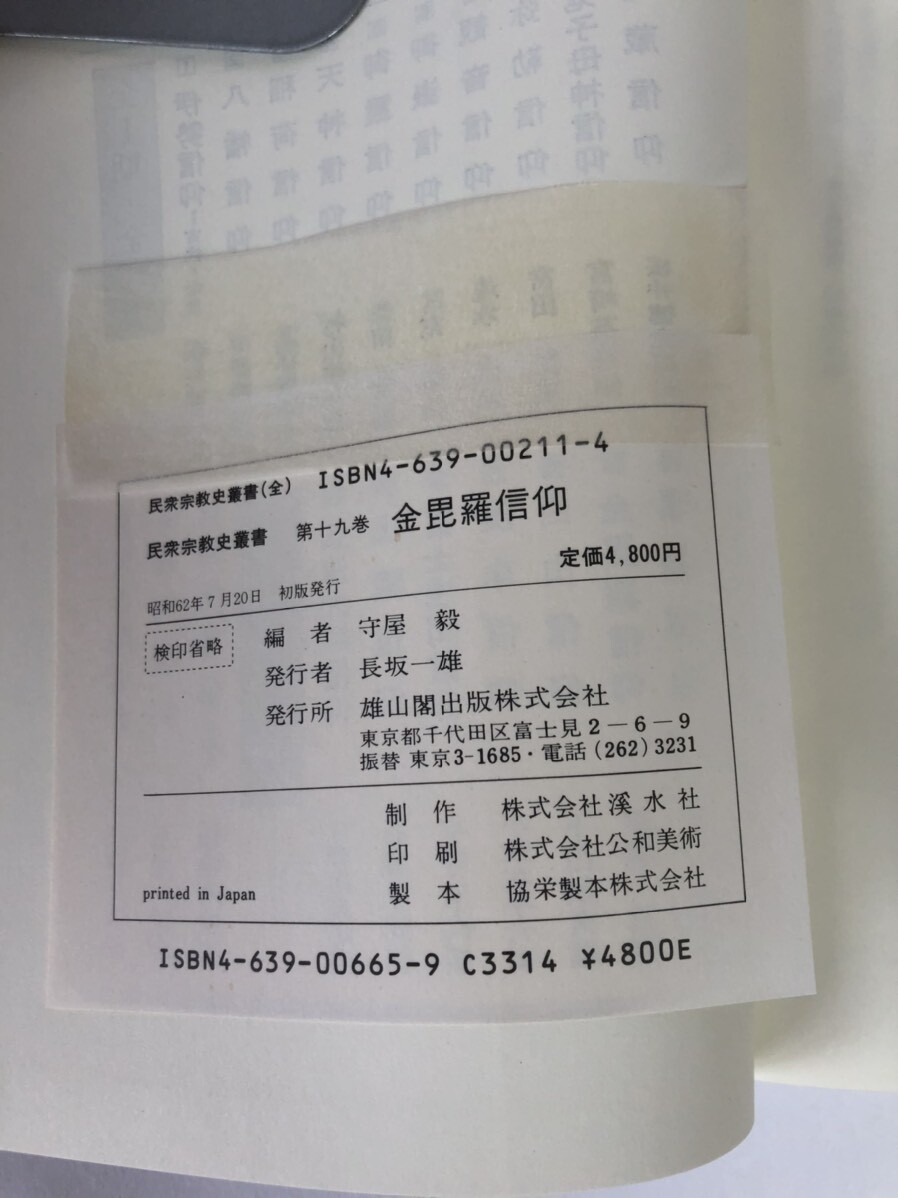 民衆宗教史叢書(全) ISBN4-639-00211-4
民衆宗教史叢書 第十九巻 金毘羅信仰
定価4,800円
昭和62年7月20日 初版発行
検印省略
編者 守屋 毅
発行者 長坂一雄
発行所 雄山閣出版株式会社
東京都千代田区富士見2-6-9
振替 東京3-1685・電話(262)3231
制作 株式会社溪水社
印刷 株式会社公和美術
製本 協栄製本株式会社
printed in Japan
ISBN4-639-00665-9 C3314 ¥4800E